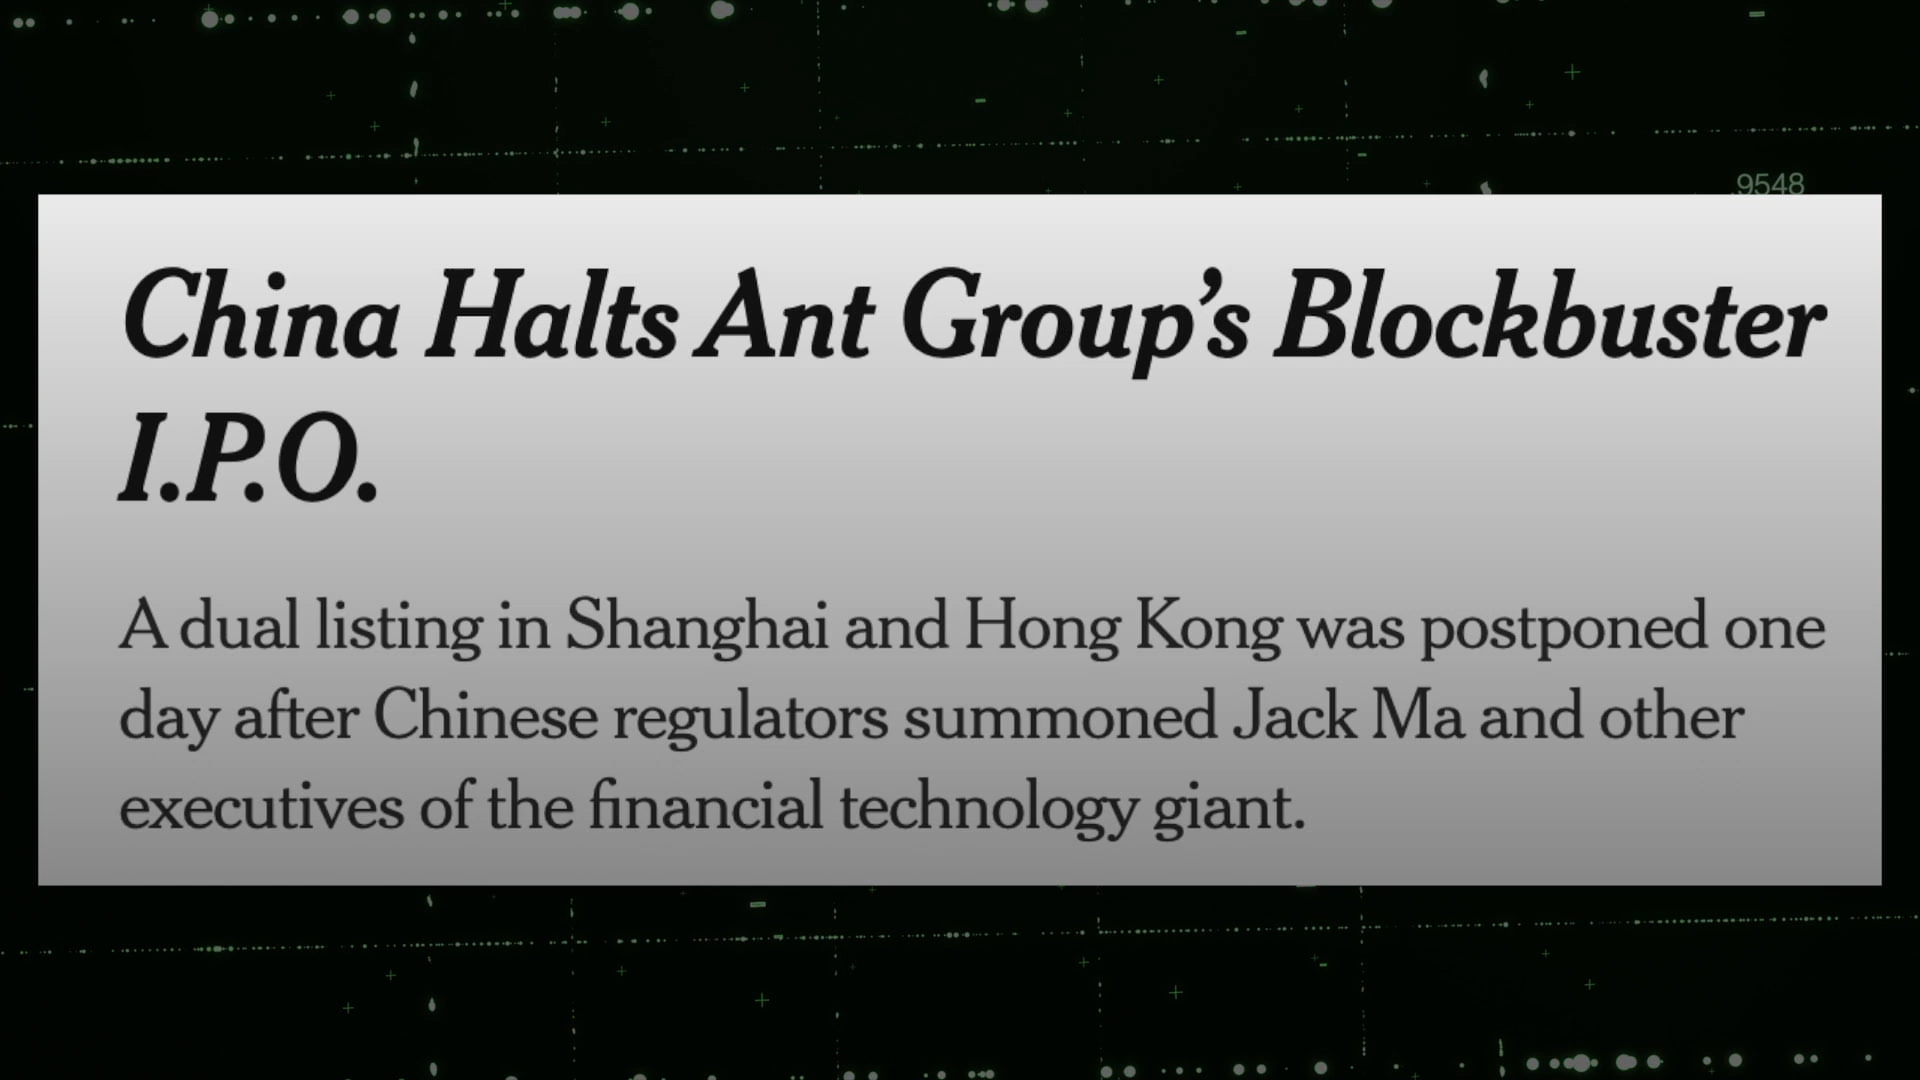 .9548
China Halts Ant Group’s Blockbuster
I.P.O.
A dual listing in Shanghai and Hong Kong was postponed one
day after Chinese regulators summoned Jack Ma and other
executives of the financial technology giant.